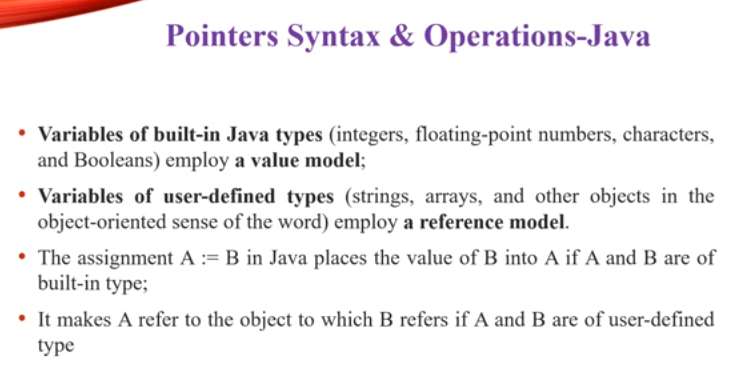 Pointers Syntax & Operations-Java
• Variables of built-in Java types (integers, floating-point numbers, characters,
and Booleans) employ a value model;
• Variables of user-defined types (strings, arrays, and other objects in the
object-oriented sense of the word) employ a reference model.
• The assignment A := B in Java places the value of B into A if A and B are of
built-in type;
• It makes A refer to the object to which B refers if A and B are of user-defined
type